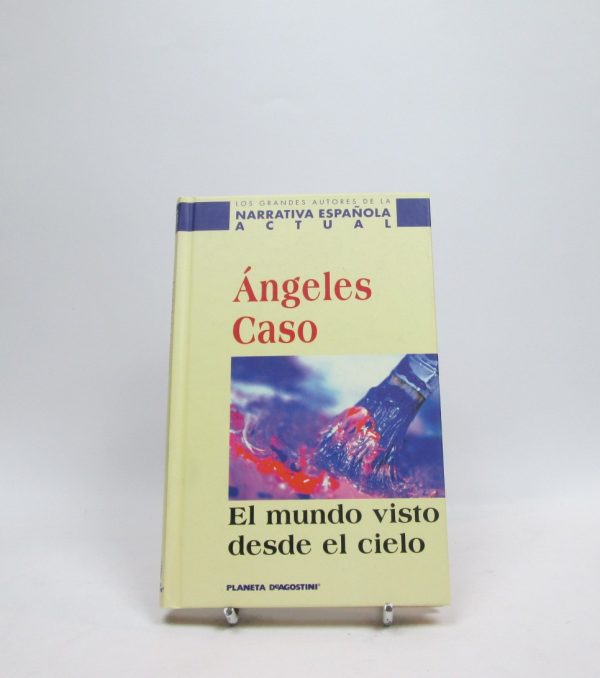 LOS GRANDES AUTORES DE LA
NARRATIVA ESPAÑOLA
ACTUAL
Ángeles
Caso
El mundo visto
desde el cielo
PLANETA DeAGOSTINI®